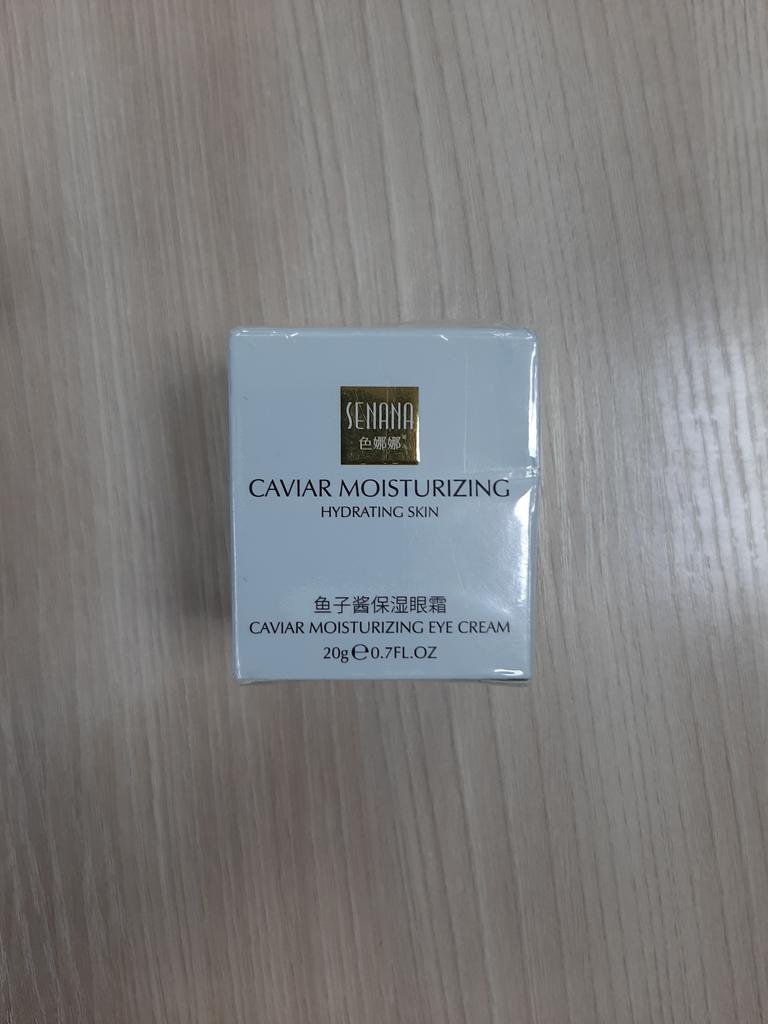 SENANA
色娜娜
CAVIAR MOISTURIZING
HYDRATING SKIN
鱼子酱保湿眼霜
CAVIAR MOISTURIZING EYE CREAM
20g℮0.7FL.OZ